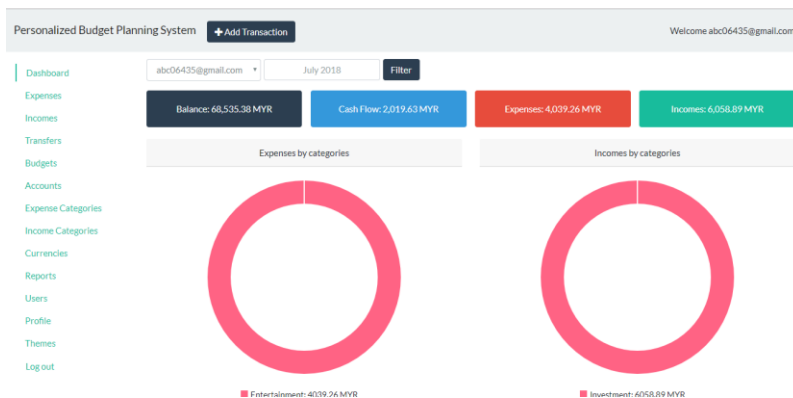 Personalized Budget Planning System
+ Add Transaction
Welcome abc06435@gmail.com
Dashboard
Expenses
Incomes
Transfers
Budgets
Accounts
Expense Categories
Income Categories
Currencies
Reports
Users
Profile
Themes
Log out
abc06435@gmail.com
July 2018
Filter
Balance: 68,535.38 MYR
Cash Flow: 2,019.63 MYR
Expenses: 4,039.26 MYR
Incomes: 6,058.89 MYR
Expenses by categories
Entertainment: 4039.26 MYR
Incomes by categories
Investment: 6058.89 MYR